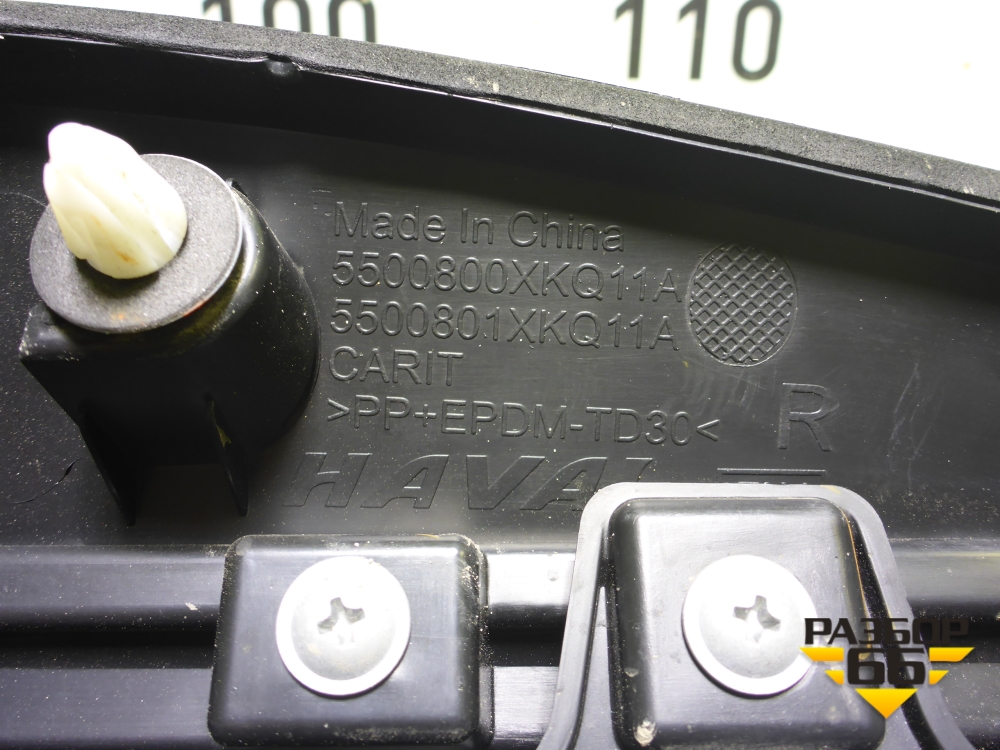 100 110
Made In China
5500800XKQ11A
5500801XKQ11A
CARIT
>PP+EPDM-TD30<
R
HAVAL
РАЗБОР
66